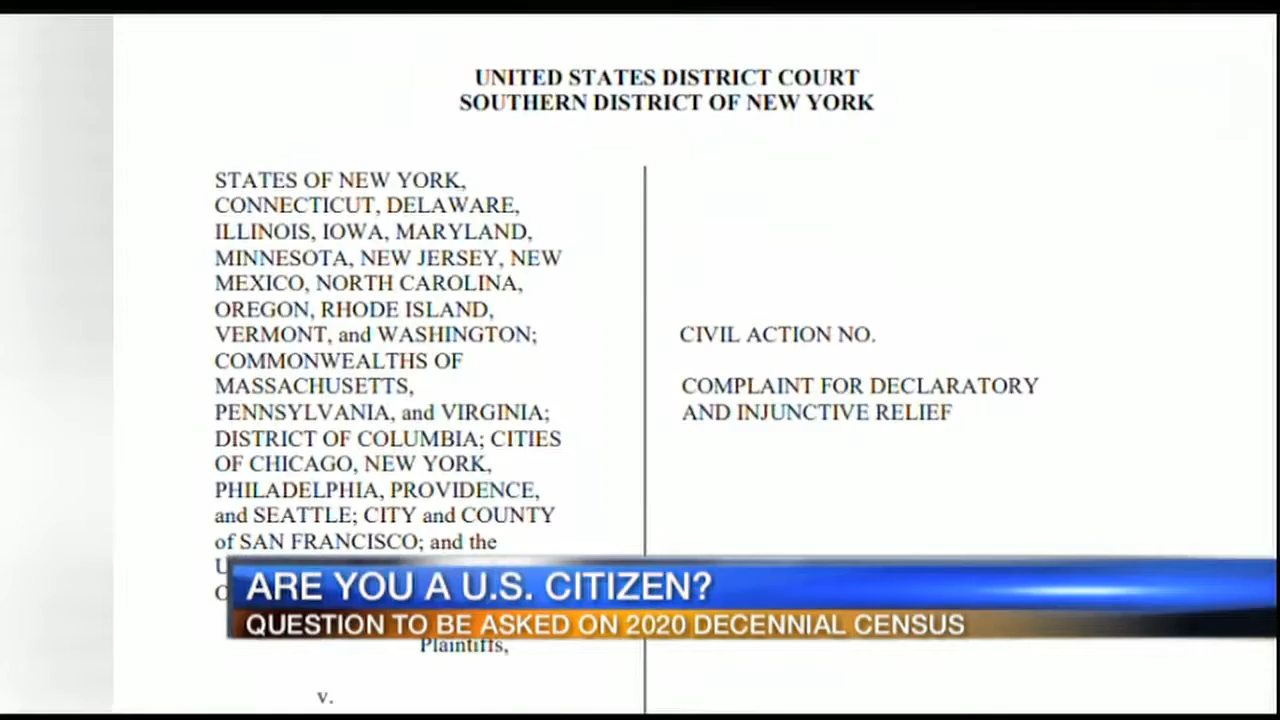 UNITED STATES DISTRICT COURT
SOUTHERN DISTRICT OF NEW YORK
STATES OF NEW YORK,
CONNECTICUT, DELAWARE,
ILLINOIS, IOWA, MARYLAND,
MINNESOTA, NEW JERSEY, NEW
MEXICO, NORTH CAROLINA,
OREGON, RHODE ISLAND,
VERMONT, and WASHINGTON;
COMMONWEALTHS OF
MASSACHUSETTS,
PENNSYLVANIA, and VIRGINIA;
DISTRICT OF COLUMBIA; CITIES
OF CHICAGO, NEW YORK,
PHILADELPHIA, PROVIDENCE,
and SEATTLE; CITY and COUNTY
of SAN FRANCISCO; and the
Plaintiffs,
v.
CIVIL ACTION NO.
COMPLAINT FOR DECLARATORY
AND INJUNCTIVE RELIEF
ARE YOU A U.S. CITIZEN?
QUESTION TO BE ASKED ON 2020 DECENNIAL CENSUS